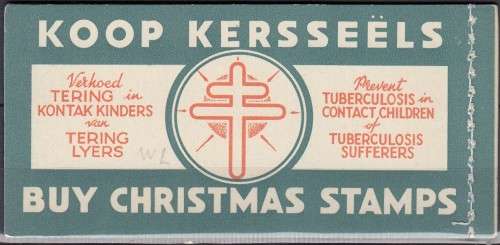 KOOP KERSSEËLS
Verhoed
TERING in
KONTAK KINDERS
van
TERING
LYERS
WL
Prevent
TUBERCULOSIS in
CONTACT CHILDREN
of
TUBERCULOSIS
SUFFERERS
BUY CHRISTMAS STAMPS